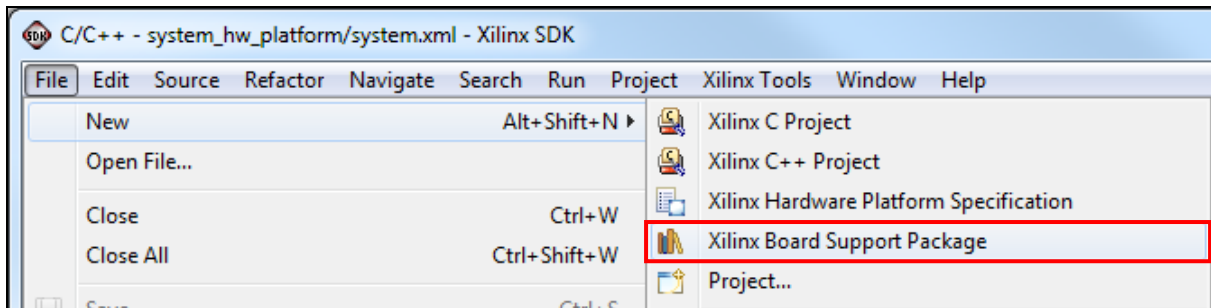 SDK C/C++ - system_hw_platform/system.xml - Xilinx SDK
File Edit Source Refactor Navigate Search Run Project Xilinx Tools Window Help
New Alt+Shift+N
Xilinx C Project
Open File...
Xilinx C++ Project
Xilinx Hardware Platform Specification
Close Ctrl+W
Xilinx Board Support Package
Close All Ctrl+Shift+W
Project...
Save Ctrl+S